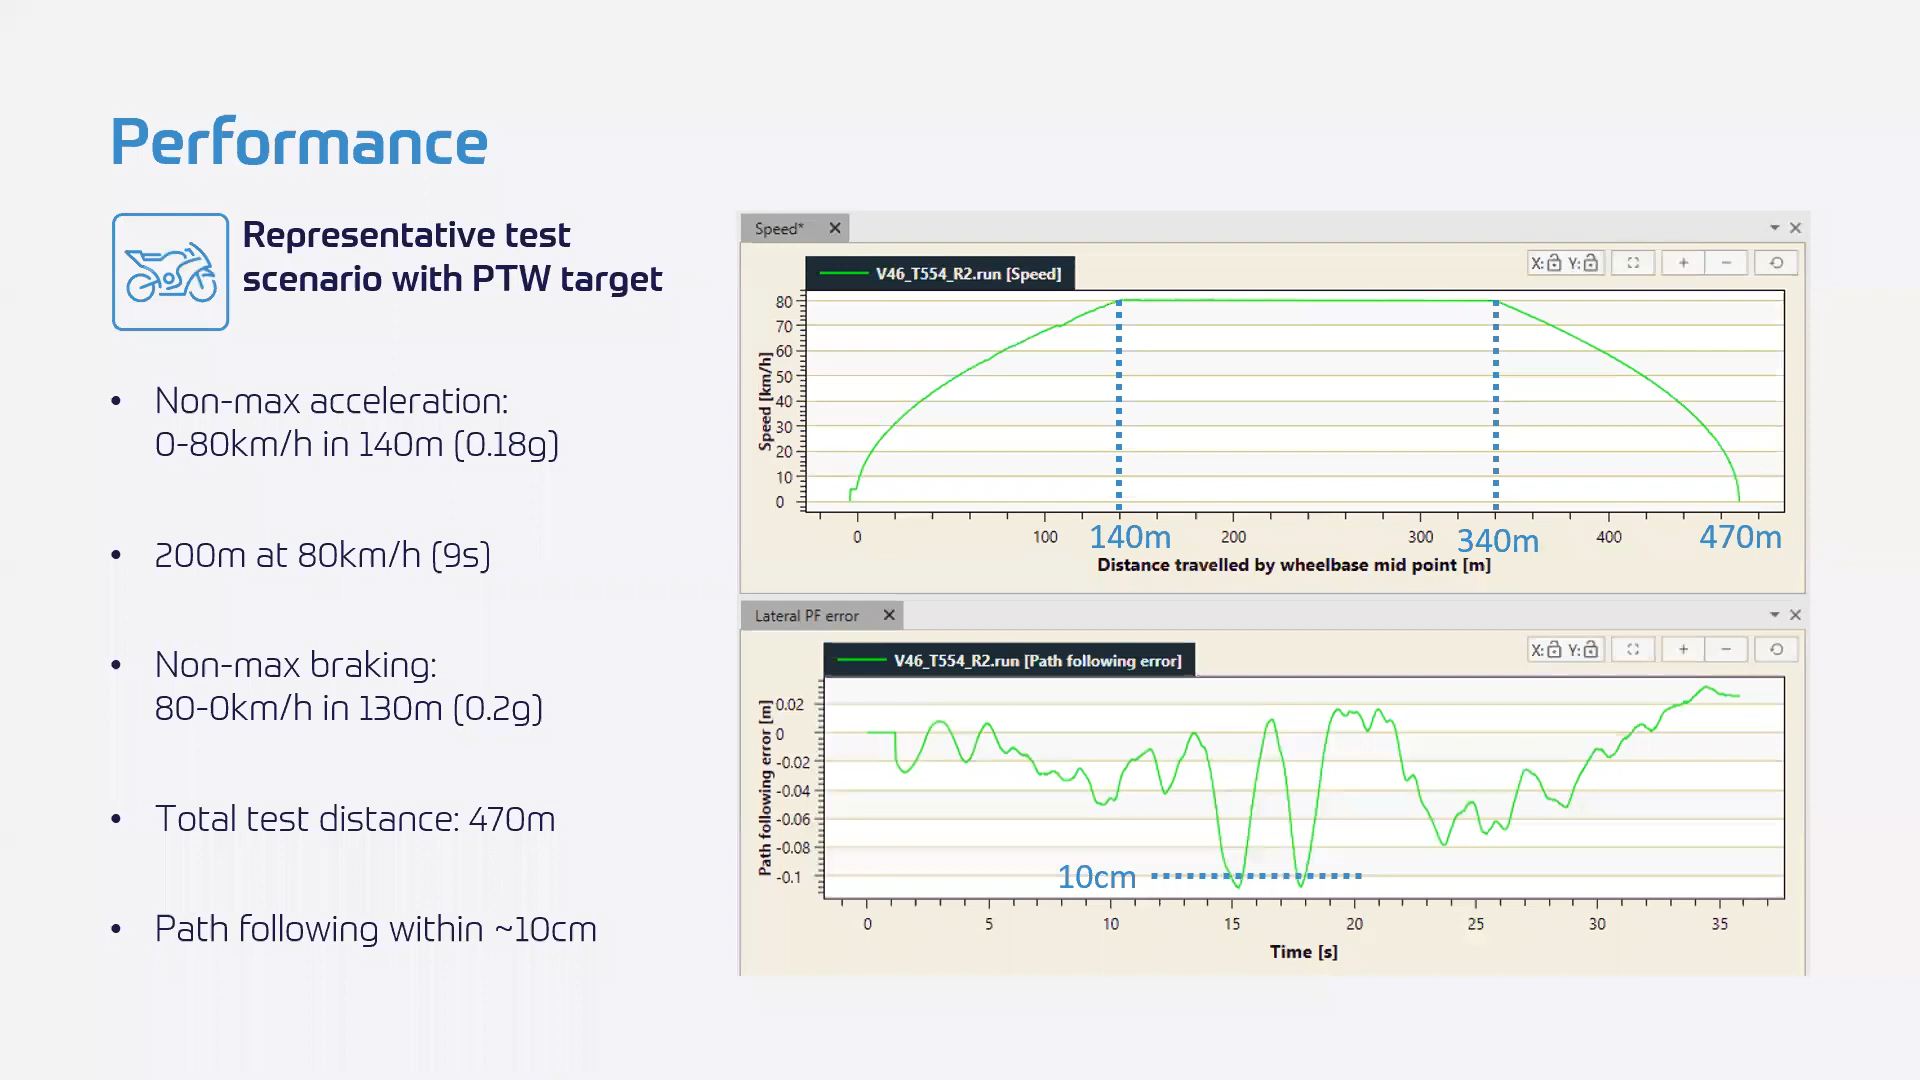 Performance
Representative test
scenario with PTW target
• Non-max acceleration:
0-80km/h in 140m (0.18g)
• 200m at 80km/h (9s)
• Non-max braking:
80-0km/h in 130m (0.2g)
• Total test distance: 470m
• Path following within ~10cm
Speed*
X: Y:
V46_T554_R2.run [Speed]
Speed [km/h]
80
70
60
50
40
30
20
10
0
0 100 140m 200 300 340m 400 470m
Distance travelled by wheelbase mid point [m]
Lateral PF error
X: Y:
V46_T554_R2.run [Path following error]
Path following error [m]
0.02
0
-0.02
-0.04
-0.06
-0.08
-0.1
10cm
0 5 10 15 20 25 30 35
Time [s]